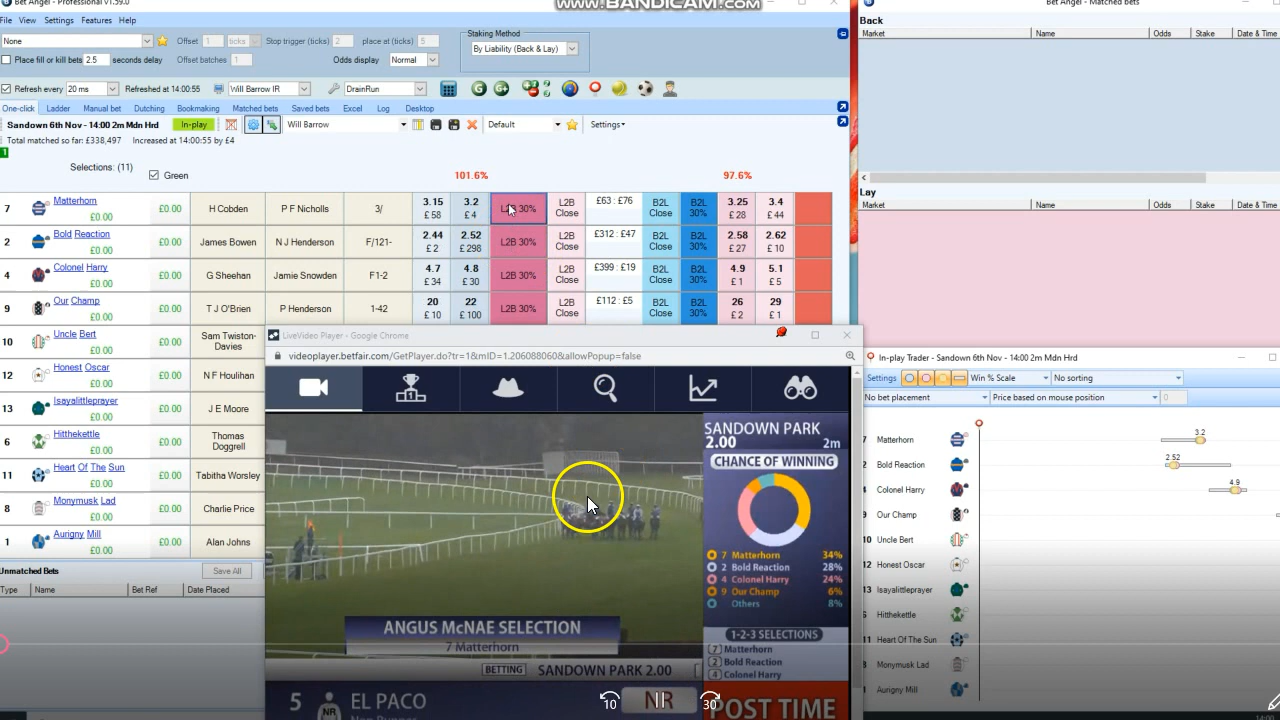 Bet Angel - Professional v1.59.0
WWW.BANDICAM.COM
File View Settings Features Help
None Offset 1 ticks Stop trigger (ticks) 2 place at (ticks) 5
Staking Method
By Liability (Back & Lay)
Place fill or kill bets 2.5 seconds delay Offset batches 1 Odds display Normal
Refresh every 20 ms Refreshed at 14:00:55 Will Barrow IR DrainRun
One-click Ladder Manual bet Dutching Bookmaking Matched bets Saved bets Excel Log Desktop
Sandown 6th Nov - 14:00 2m Mdn Hrd In-play Will Barrow Default Settings
Total matched so far: £338,497 Increased at 14:00:55 by £4
1
Selections: (11) Green 101.6% 97.6%
7 Matterhorn £0.00 £0.00 H Cobden P F Nicholls 3/ 3.15 £ 58 3.2 £ 4 L2B 30% L2B Close £63 : £76 B2L Close B2L 30% 3.25 £ 28 3.4 £ 44
2 Bold Reaction £0.00 £0.00 James Bowen N J Henderson F/121- 2.44 £ 2 2.52 £ 298 L2B 30% L2B Close £312 : £47 B2L Close B2L 30% 2.58 £ 27 2.62 £ 10
4 Colonel Harry £0.00 £0.00 G Sheehan Jamie Snowden F1-2 4.7 £ 34 4.8 £ 30 L2B 30% L2B Close £399 : £19 B2L Close B2L 30% 4.9 £ 1 5.1 £ 5
9 Our Champ £0.00 £0.00 T J O'Brien P Henderson 1-42 20 £ 10 22 £ 100 L2B 30% L2B Close £112 : £5 B2L Close B2L 30% 26 £ 2 29 £ 1
10 Uncle Bert £0.00 £0.00 Sam Twiston-Davies
12 Honest Oscar £0.00 £0.00 N F Houlihan
13 Isayalittleprayer £0.00 £0.00 J E Moore
6 Hitthekettle £0.00 £0.00 Thomas Doggrell
11 Heart Of The Sun £0.00 £0.00 Tabitha Worsley
8 Monymusk Lad £0.00 £0.00 Charlie Price
1 Aurigny Mill £0.00 £0.00 Alan Johns
Unmatched Bets Save All
Type Name Bet Ref Date Placed
LiveVideo Player - Google Chrome
videoplayer.betfair.com/GetPlayer.do?tr=1&mID=1.206088060&allowPopup=false
SANDOWN PARK
2.00 2m
CHANCE OF WINNING
7 Matterhorn 34%
2 Bold Reaction 28%
4 Colonel Harry 24%
9 Our Champ 6%
Others 8%
1-2-3 SELECTIONS
7 Matterhorn
2 Bold Reaction
4 Colonel Harry
POST TIME
ANGUS McNAE SELECTION
7 Matterhorn
BETTING SANDOWN PARK 2.00
5 NR EL PACO NR
Non Runner
10 30
Bet Angel - Matched bets
Back
Market Name Odds Stake Date & Time
Lay
Market Name Odds Stake Date & Time
In-play Trader - Sandown 6th Nov - 14:00 2m Mdn Hrd
Settings Win % Scale No sorting
No bet placement Price based on mouse position 0
7 Matterhorn 3.2
2 Bold Reaction 2.52
4 Colonel Harry 4.9
9 Our Champ
10 Uncle Bert
12 Honest Oscar
13 Isayalittleprayer
6 Hitthekettle
11 Heart Of The Sun
8 Monymusk Lad
1 Aurigny Mill